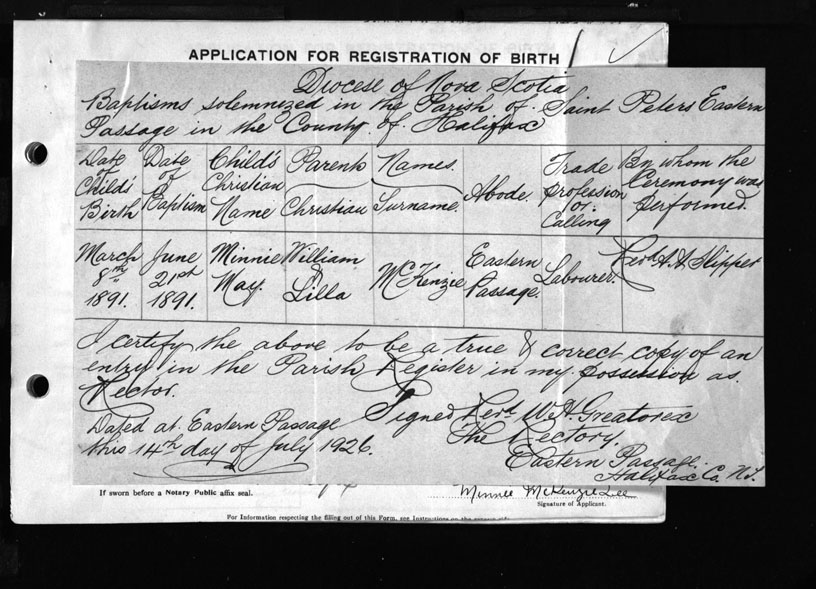 APPLICATION FOR REGISTRATION OF BIRTH
Diocese of Nova Scotia
Baptisms solemnized in the Parish of Saint Peters Eastern
Passage in the County of Halifax
Date of Childs' Birth
Date of Baptism
Child's Christian Name
Parents Names.
Christian
Surname.
Abode.
Trade profession or Calling
By whom the Ceremony was performed.
March 8th 1891.
June 21st 1891.
Minnie May.
William & Lilla
McKenzie
Eastern Passage.
Labourer.
Revd A. A. Slipper
I certify the above to be a true & correct copy of an
entry in the Parish Register in my possession as
Rector.
Signed Revd W. H. Greatorex
The Rectory.
Dated at Eastern Passage
this 14th day of July 1926.
Eastern Passage.
Halifax Co. N.S.
If sworn before a Notary Public affix seal.
Minnie McKenzie Lee
Signature of Applicant.
For Information respecting the filling out of this Form, see Instructions on the